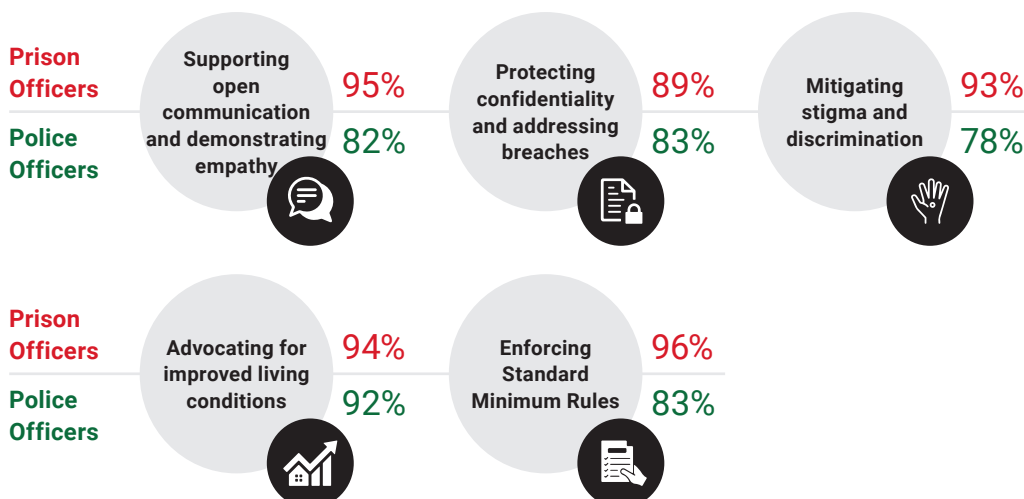 Prison
Officers
Police
Officers
Supporting
open
communication
and demonstrating
empathy
95%
82%
Protecting
confidentiality
and addressing
breaches
89%
83%
Mitigating
stigma and
discrimination
93%
78%
Prison
Officers
Police
Officers
Advocating for
improved living
conditions
94%
92%
Enforcing
Standard
Minimum Rules
96%
83%